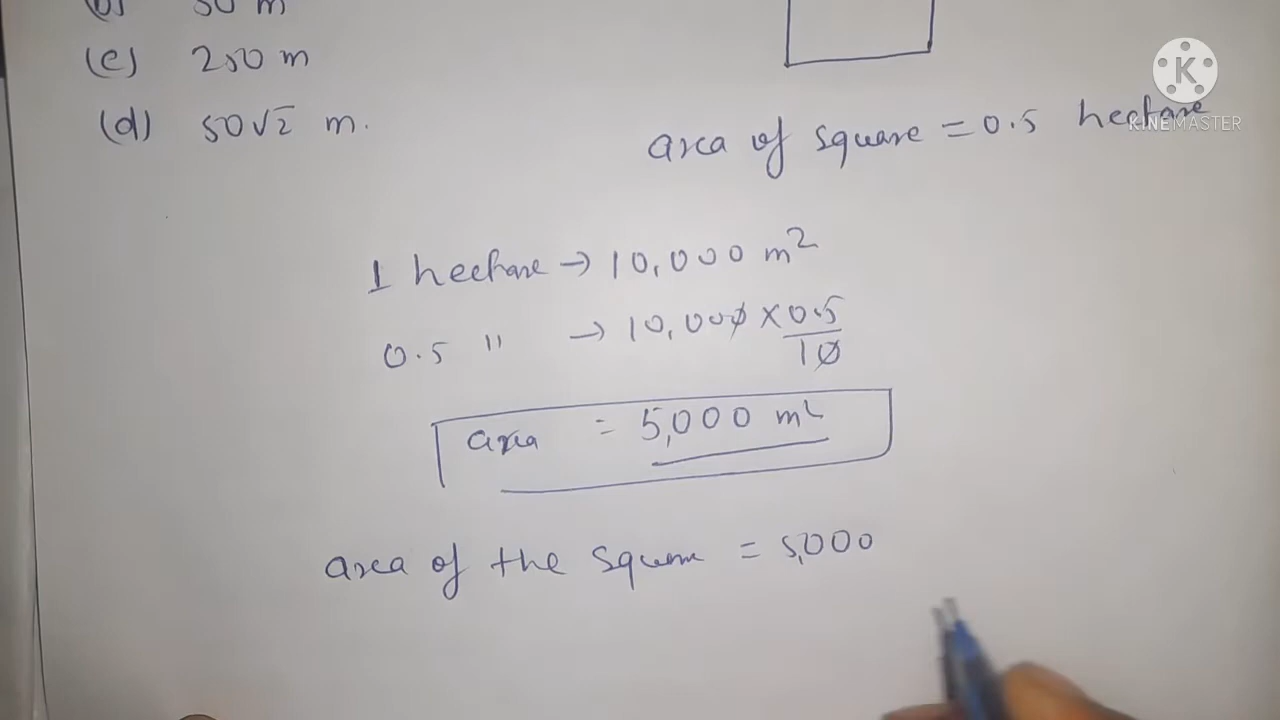 (b) 50 m
(c) 250 m
(d) 50√2 m.
K
KINEMASTER
area of square = 0.5 hectare
1 hectare → 10,000 m²
0.5 " → 10,000 × 0.5
10
area = 5,000 m²
area of the square = 5,000